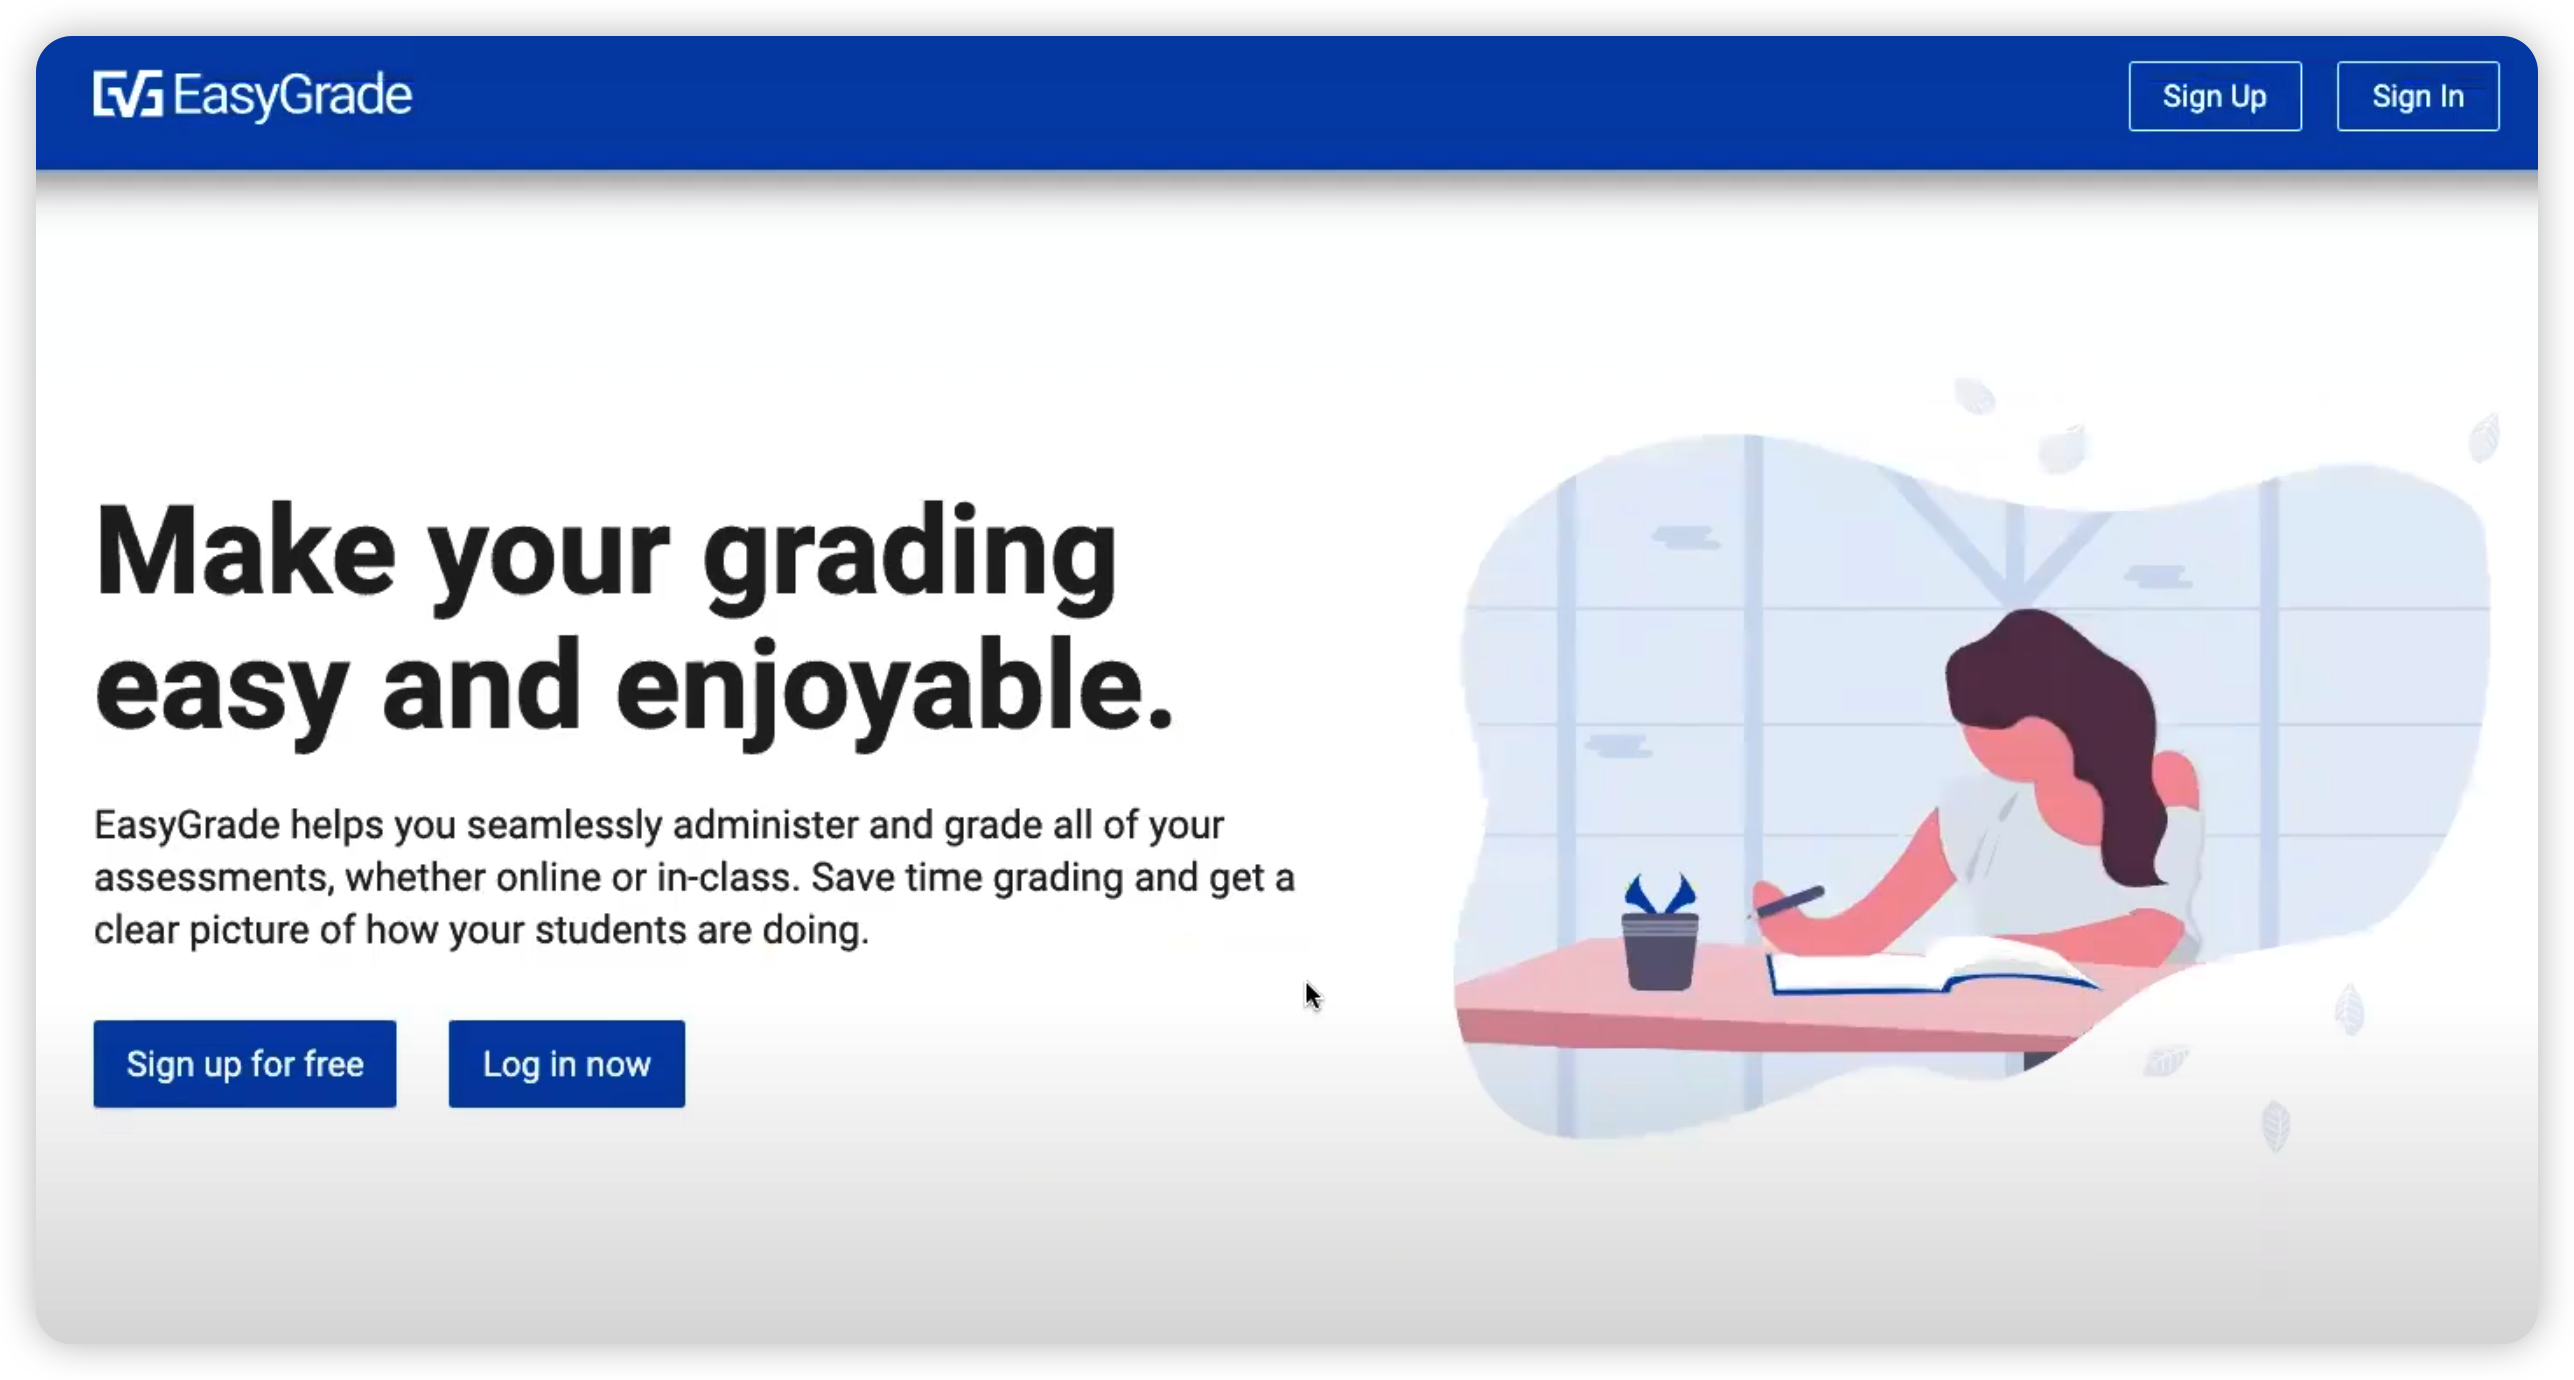 EasyGrade
Sign Up
Sign In
Make your grading
easy and enjoyable.
EasyGrade helps you seamlessly administer and grade all of your
assessments, whether online or in-class. Save time grading and get a
clear picture of how your students are doing.
Sign up for free
Log in now